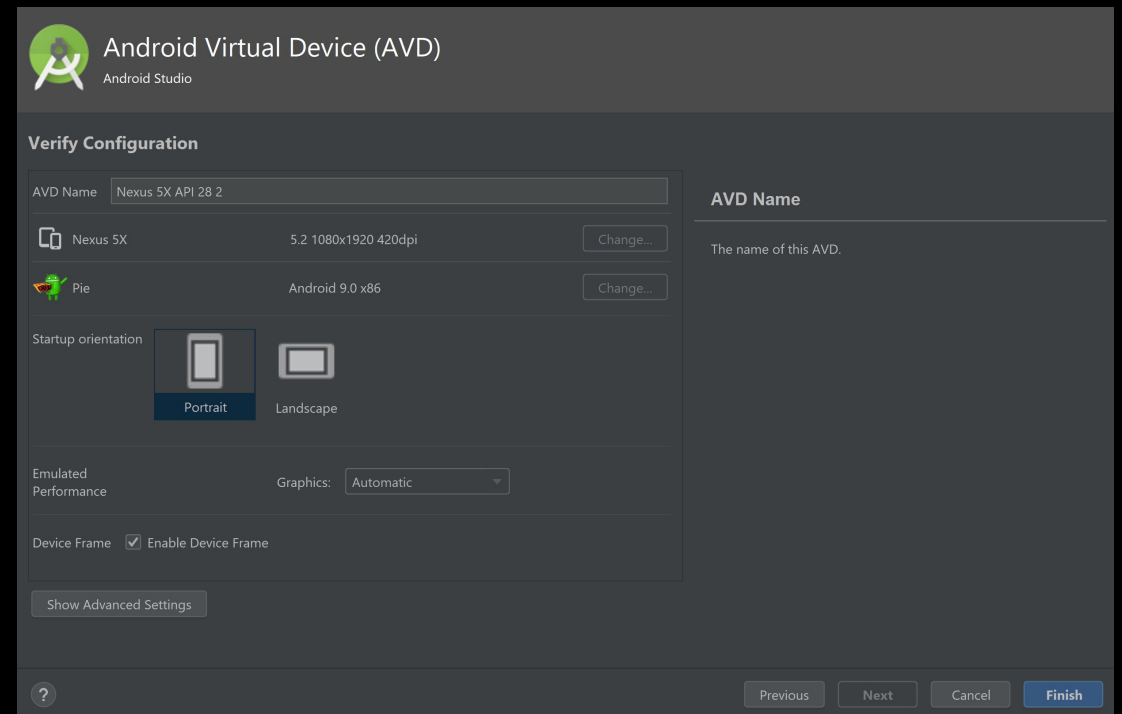 Android Virtual Device (AVD)
Android Studio
Verify Configuration
AVD Name Nexus 5X API 28 2
Nexus 5X 5.2 1080x1920 420dpi Change...
Pie Android 9.0 x86 Change...
Startup orientation
Portrait Landscape
Emulated
Performance
Graphics: Automatic
Device Frame Enable Device Frame
Show Advanced Settings
AVD Name
The name of this AVD.
?
Previous Next Cancel Finish